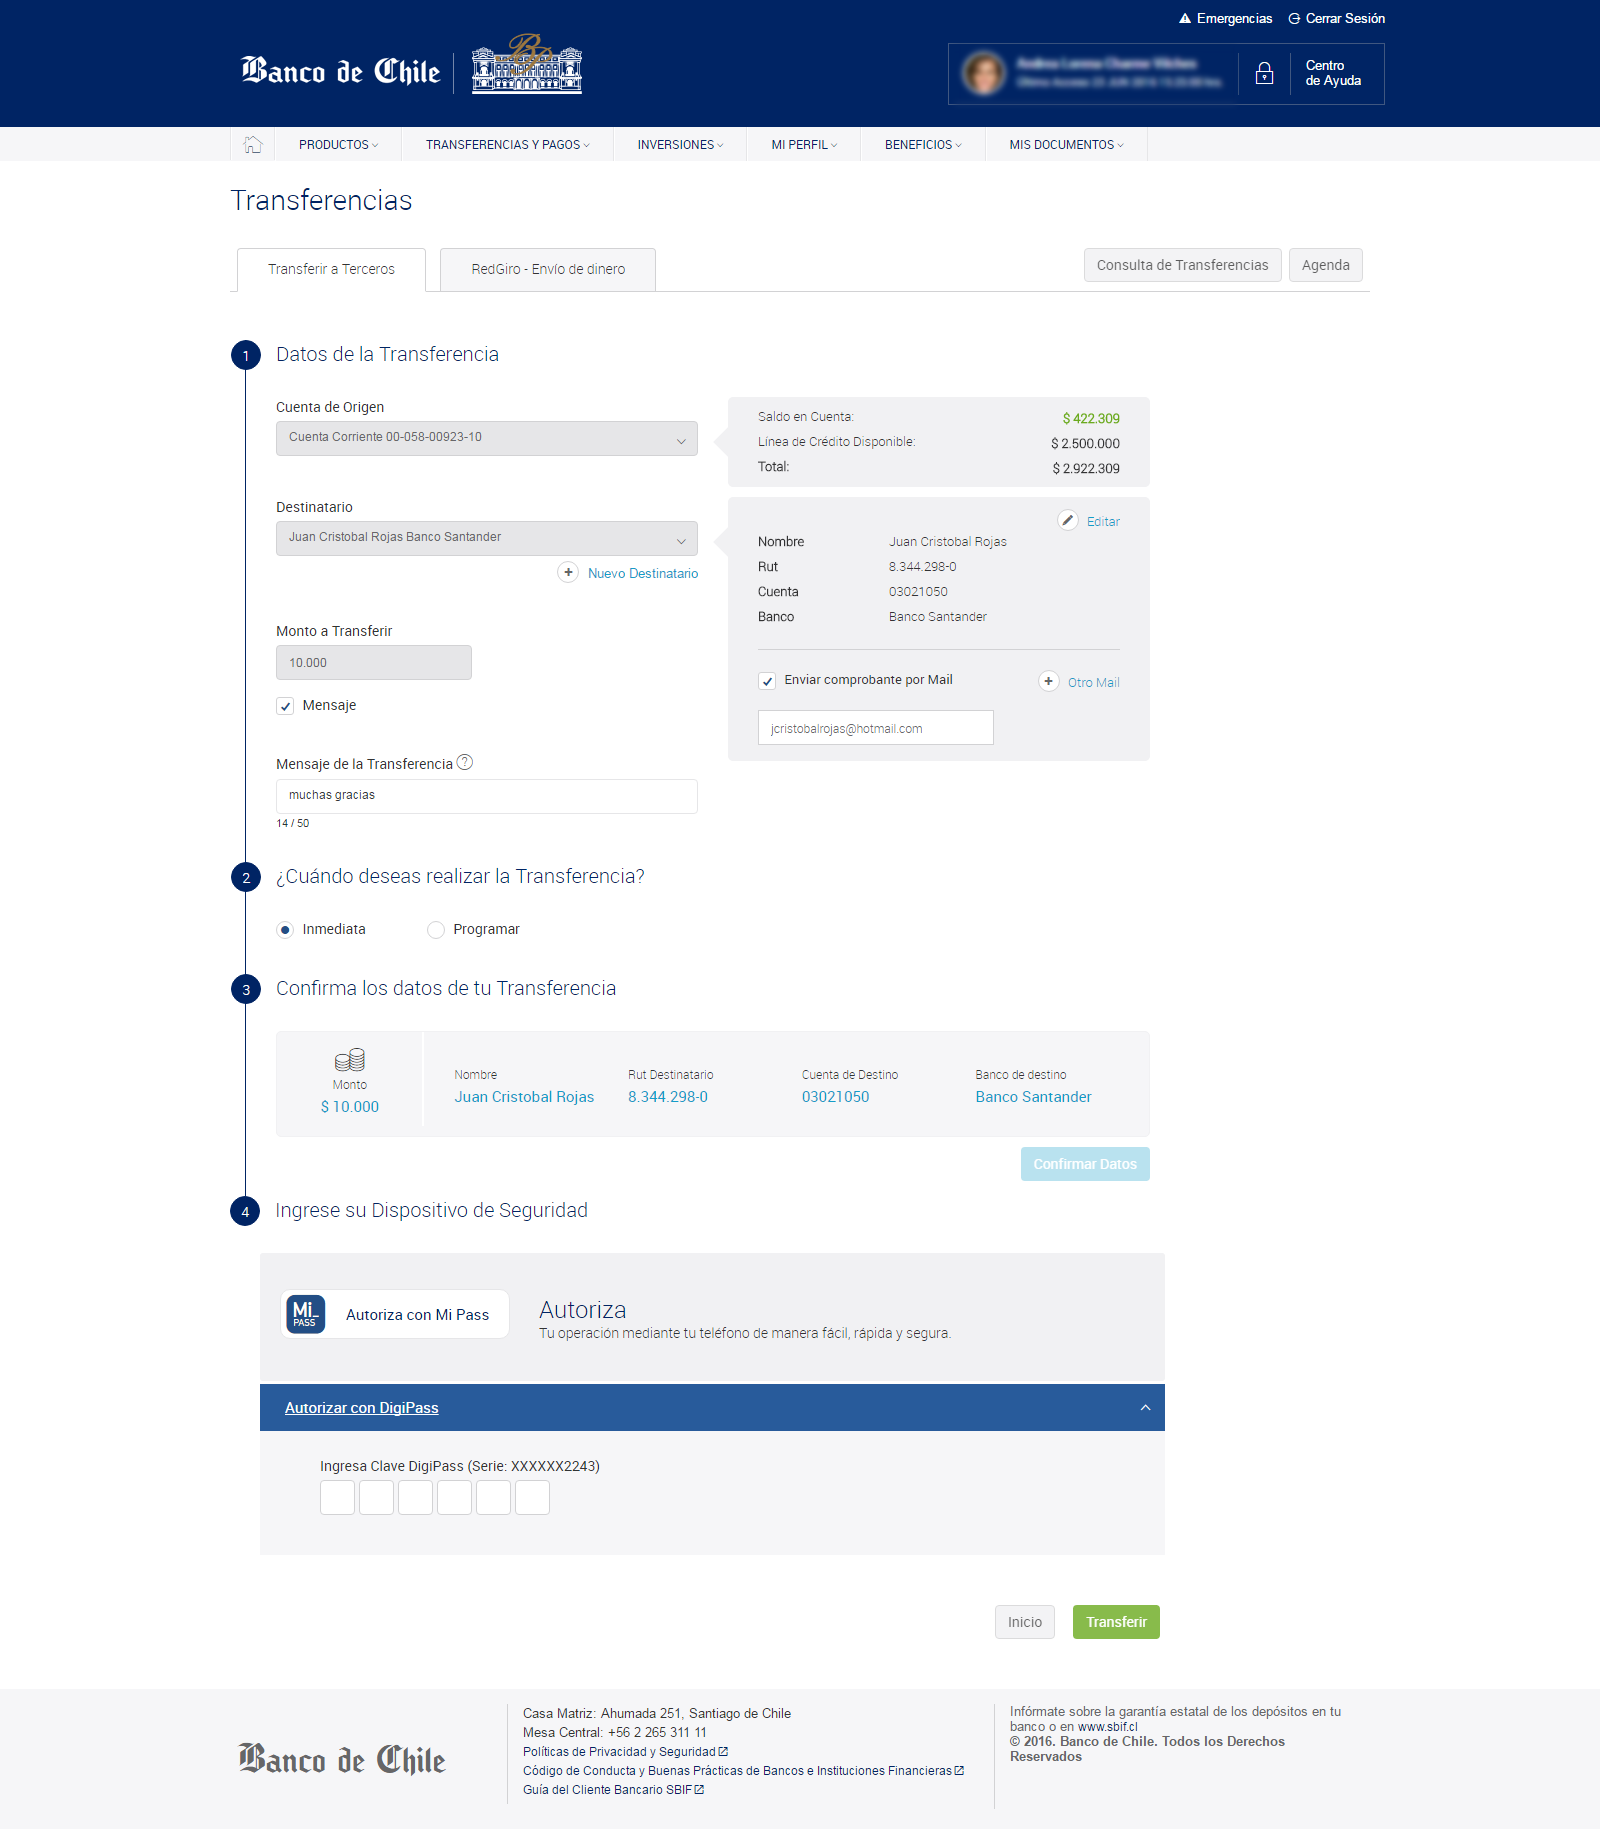 Emergencias
Cerrar Sesión
Banco de Chile
Centro
de Ayuda
PRODUCTOS
TRANSFERENCIAS Y PAGOS
INVERSIONES
MI PERFIL
BENEFICIOS
MIS DOCUMENTOS
Transferencias
Transferir a Terceros
RedGiro - Envío de dinero
Consulta de Transferencias
Agenda
1
Datos de la Transferencia
Cuenta de Origen
Cuenta Corriente 00-058-00923-10
Saldo en Cuenta: $ 422.309
Línea de Crédito Disponible: $ 2.500.000
Total: $ 2.922.309
Destinatario
Juan Cristobal Rojas Banco Santander
Nuevo Destinatario
Editar
Nombre Juan Cristobal Rojas
Rut 8.344.298-0
Cuenta 03021050
Banco Banco Santander
Enviar comprobante por Mail
Otro Mail
jcristobalrojas@hotmail.com
Monto a Transferir
10.000
Mensaje
Mensaje de la Transferencia ?
muchas gracias
14 / 50
2
¿Cuándo deseas realizar la Transferencia?
Inmediata
Programar
3
Confirma los datos de tu Transferencia
Monto
$ 10.000
Nombre
Juan Cristobal Rojas
Rut Destinatario
8.344.298-0
Cuenta de Destino
03021050
Banco de destino
Banco Santander
Confirmar Datos
4
Ingrese su Dispositivo de Seguridad
Mi_
PASS
Autoriza con Mi Pass
Autoriza
Tu operación mediante tu teléfono de manera fácil, rápida y segura.
Autorizar con DigiPass
Ingresa Clave DigiPass (Serie: XXXXXX2243)
Inicio
Transferir
Banco de Chile
Casa Matriz: Ahumada 251, Santiago de Chile
Mesa Central: +56 2 265 311 11
Políticas de Privacidad y Seguridad
Código de Conducta y Buenas Prácticas de Bancos e Instituciones Financieras
Guía del Cliente Bancario SBIF
Infórmate sobre la garantía estatal de los depósitos en tu
banco o en www.sbif.cl
© 2016. Banco de Chile. Todos los Derechos
Reservados